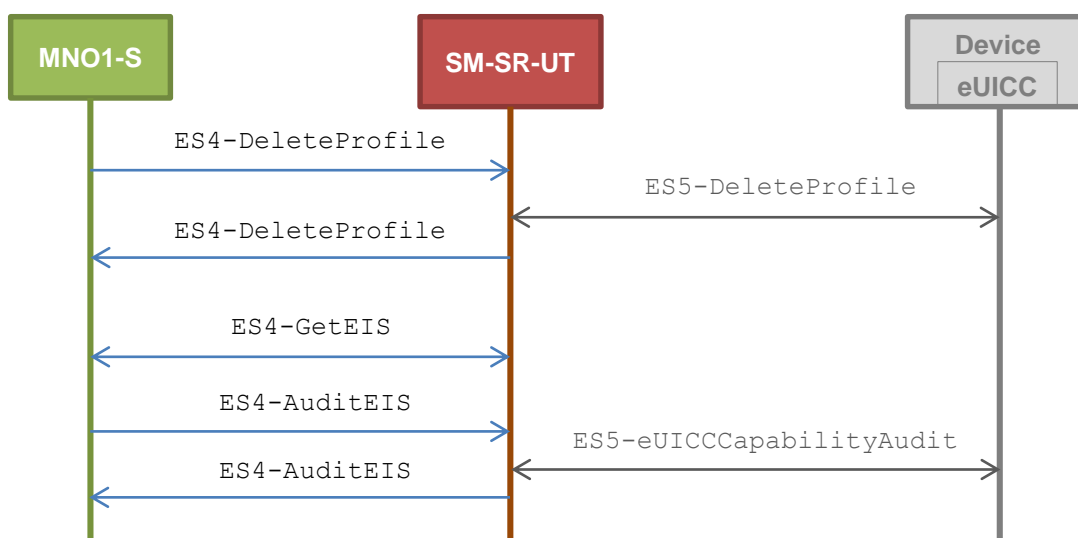 MNO1-S
SM-SR-UT
Device
eUICC
ES4-DeleteProfile
ES5-DeleteProfile
ES4-DeleteProfile
ES4-GetEIS
ES4-AuditEIS
ES5-eUICCCapabilityAudit
ES4-AuditEIS